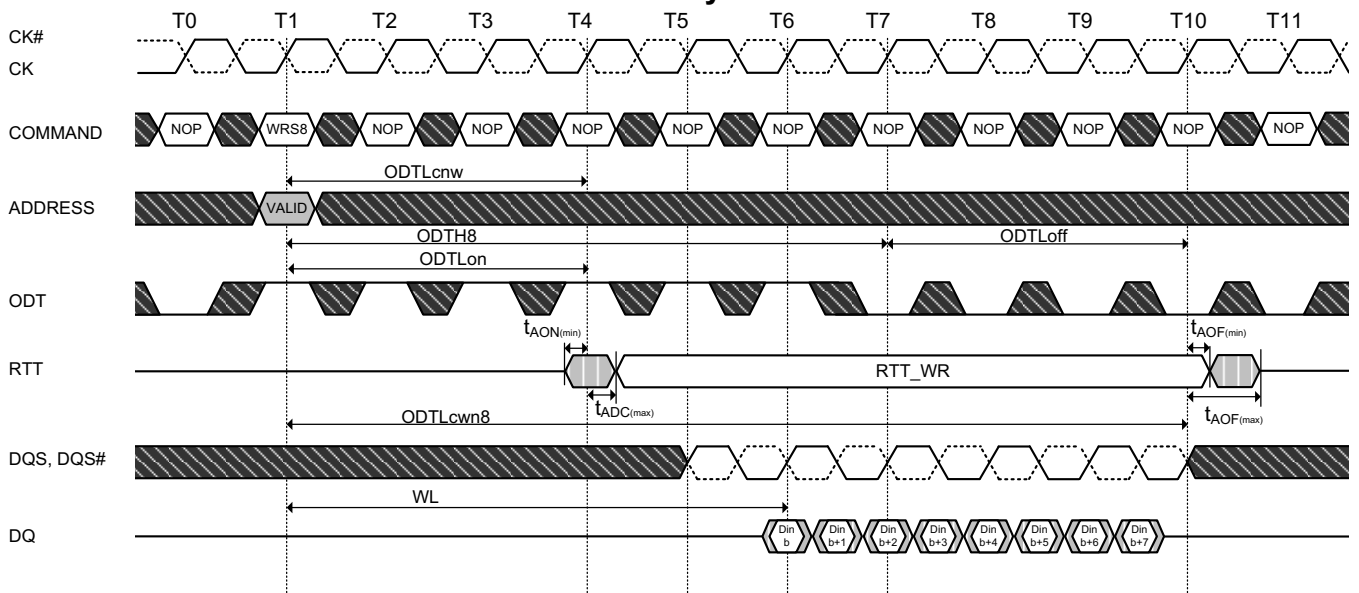 T0 T1 T2 T3 T4 T5 T6 T7 T8 T9 T10 T11
CK#
CK
COMMAND NOP WRS8 NOP NOP NOP NOP NOP NOP NOP NOP NOP NOP
ODTLcnw
ADDRESS VALID
ODTH8 ODTLoff
ODTLon
ODT
tAON(min) tAOF(min)
RTT RTT_WR
tADC(max) tAOF(max)
ODTLcwn8
DQS, DQS#
WL
DQ Din b Din b+1 Din b+2 Din b+3 Din b+4 Din b+5 Din b+6 Din b+7